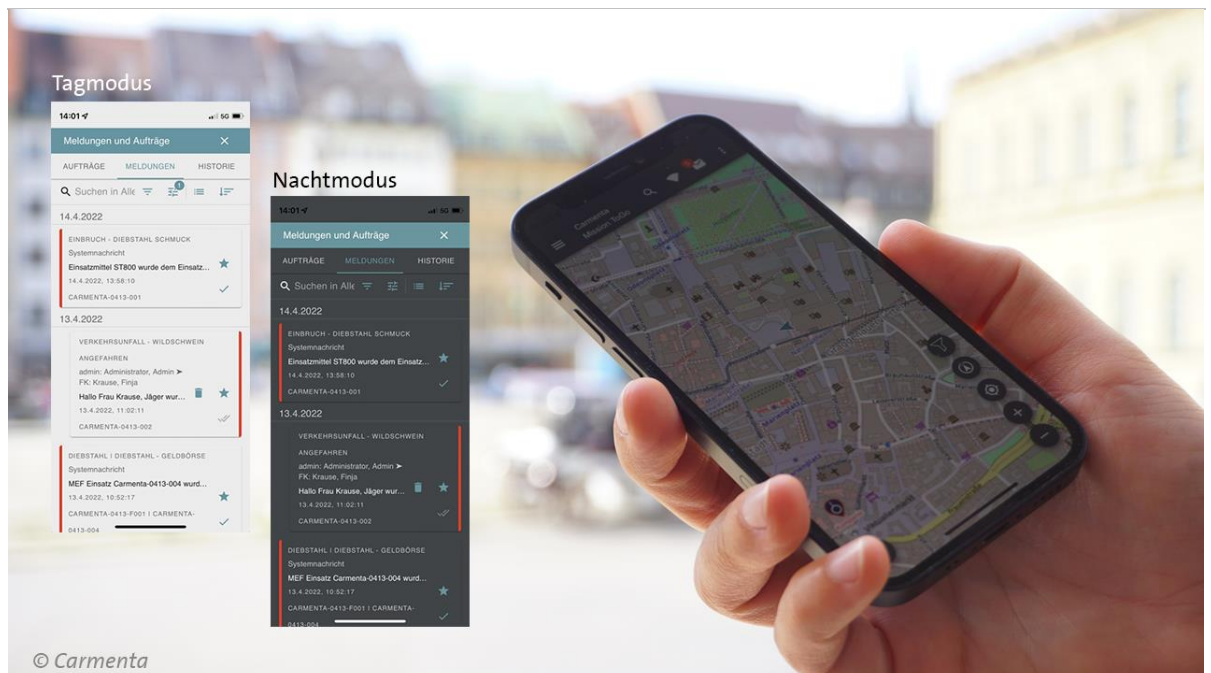 Tagmodus
14:01
5G
Meldungen und Aufträge
AUFTRÄGE MELDUNGEN HISTORIE
Suchen in Alle
1
14.4.2022
EINBRUCH - DIEBSTAHL SCHMUCK
Systemnachricht
Einsatzmittel ST800 wurde dem Einsatz...
14.4.2022, 13:58:10
CARMENTA-0413-001
13.4.2022
VERKEHRSUNFALL - WILDSCHWEIN
ANGEFAHREN
admin: Administrator, Admin ➤
FK: Krause, Finja
Hallo Frau Krause, Jäger wur...
13.4.2022, 11:02:11
CARMENTA-0413-002
DIEBSTAHL I DIEBSTAHL - GELDBÖRSE
Systemnachricht
MEF Einsatz Carmenta-0413-004 wurd...
13.4.2022, 10:52:17
CARMENTA-0413-F001 I CARMENTA-
0413-004
Nachtmodus
14:01
5G
Meldungen und Aufträge
AUFTRÄGE MELDUNGEN HISTORIE
Suchen in Alle
14.4.2022
EINBRUCH - DIEBSTAHL SCHMUCK
Systemnachricht
Einsatzmittel ST800 wurde dem Einsatz...
14.4.2022, 13:58:10
CARMENTA-0413-001
13.4.2022
VERKEHRSUNFALL - WILDSCHWEIN
ANGEFAHREN
admin: Administrator, Admin ➤
FK: Krause, Finja
Hallo Frau Krause, Jäger wur...
13.4.2022, 11:02:11
CARMENTA-0413-002
DIEBSTAHL I DIEBSTAHL - GELDBÖRSE
Systemnachricht
MEF Einsatz Carmenta-0413-004 wurd...
13.4.2022, 10:52:17
CARMENTA-0413-F001 I CARMENTA-
0413-004
Carmenta
Mission ToGo
Marienplatz
© Carmenta